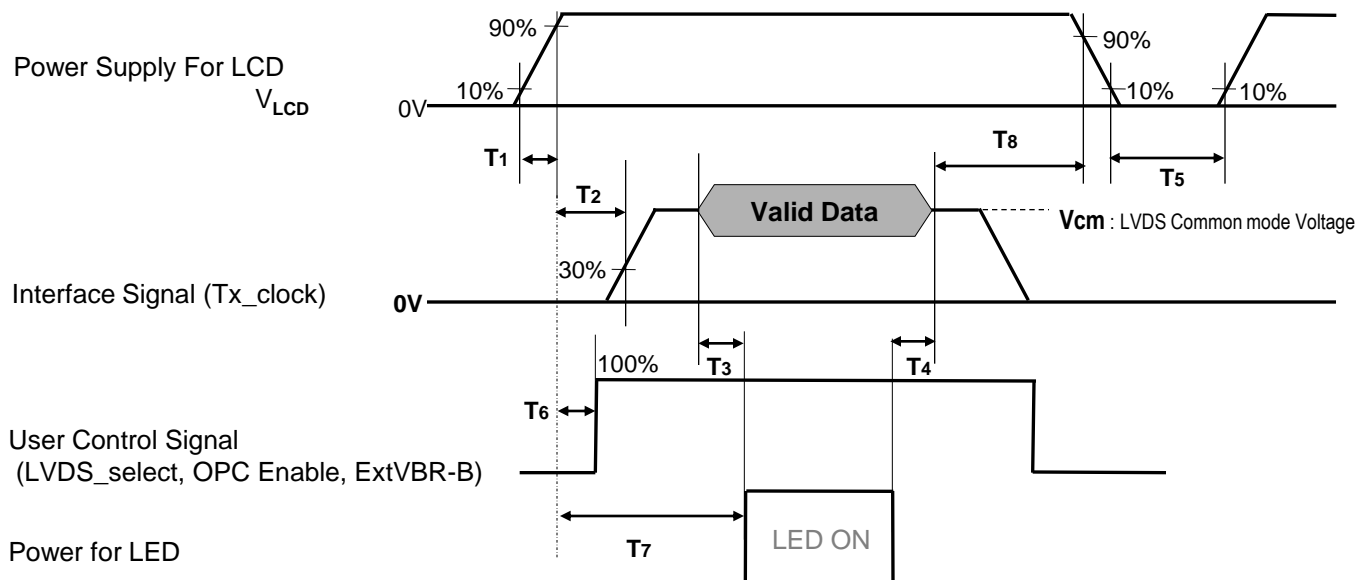 90%
90%
Power Supply For LCD
VLCD
10%
10%
10%
0V
T1
T8
T5
T2
Valid Data
Vcm : LVDS Common mode Voltage
30%
Interface Signal (Tx_clock)
0V
T3
T4
100%
T6
User Control Signal
(LVDS_select, OPC Enable, ExtVBR-B)
T7
LED ON
Power for LED